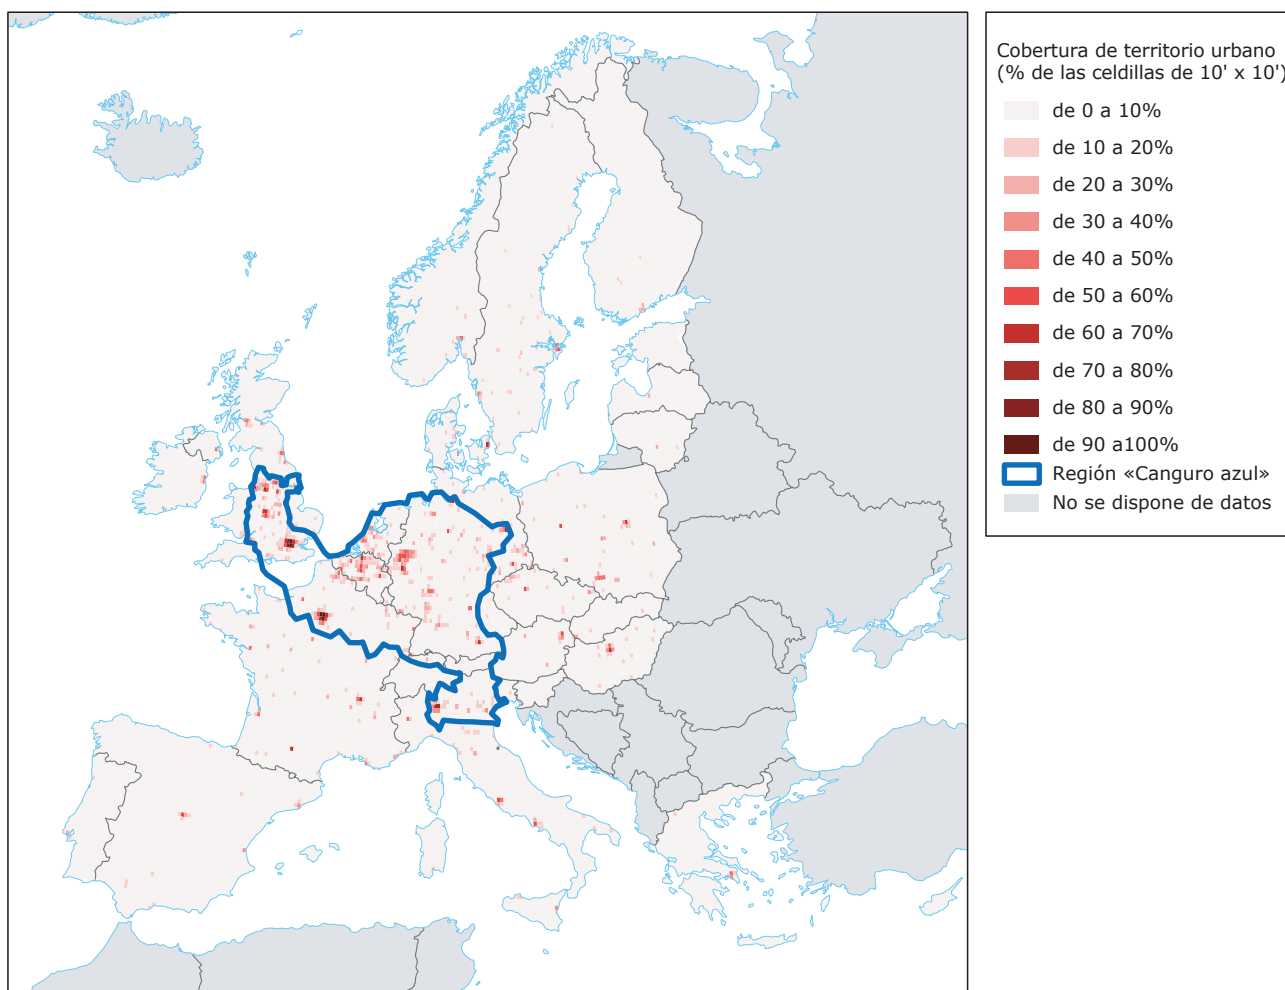 Cobertura de territorio urbano
(% de las celdillas de 10' x 10')
de 0 a 10%
de 10 a 20%
de 20 a 30%
de 30 a 40%
de 40 a 50%
de 50 a 60%
de 60 a 70%
de 70 a 80%
de 80 a 90%
de 90 a100%
Región «Canguro azul»
No se dispone de datos